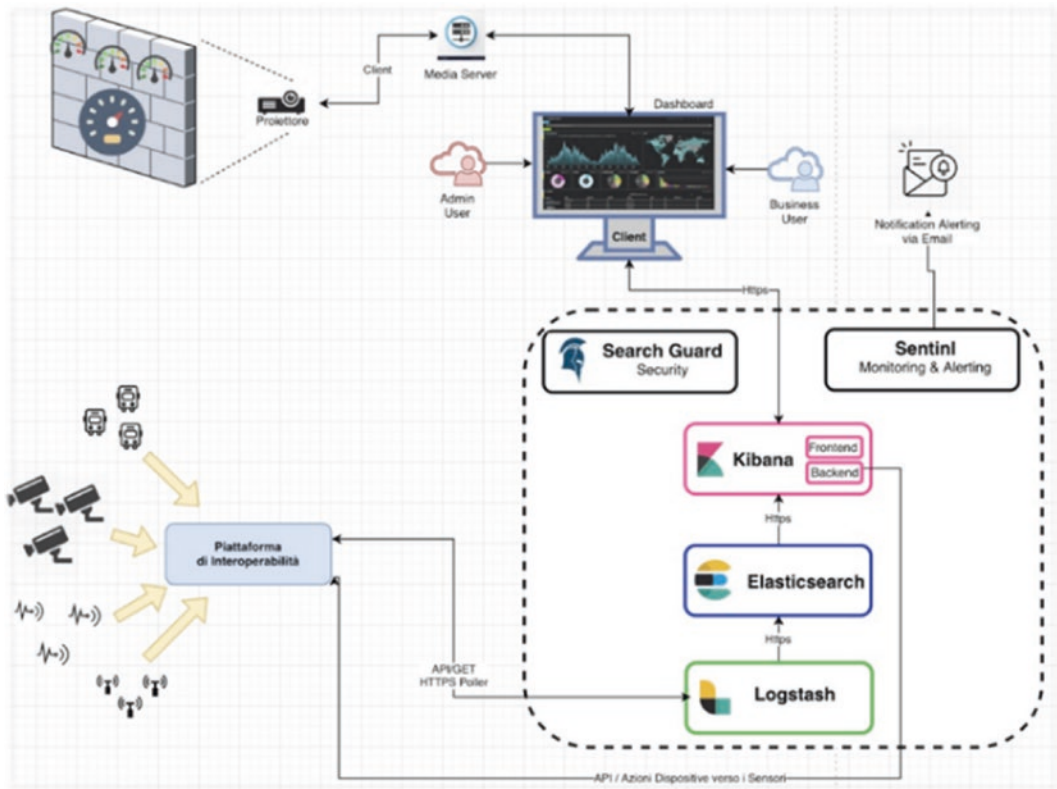 Client
Media Server
Proiettore
Dashboard
Admin
User
Business
User
Client
Notification Alerting
via Email
Https
Search Guard
Security
Sentinl
Monitoring & Alerting
Kibana
Frontend
Backend
Https
Piattaforma
di Interoperabilità
Elasticsearch
Https
API/GET
HTTPS Poller
Logstash
API / Azioni Dispositive verso i Sensori